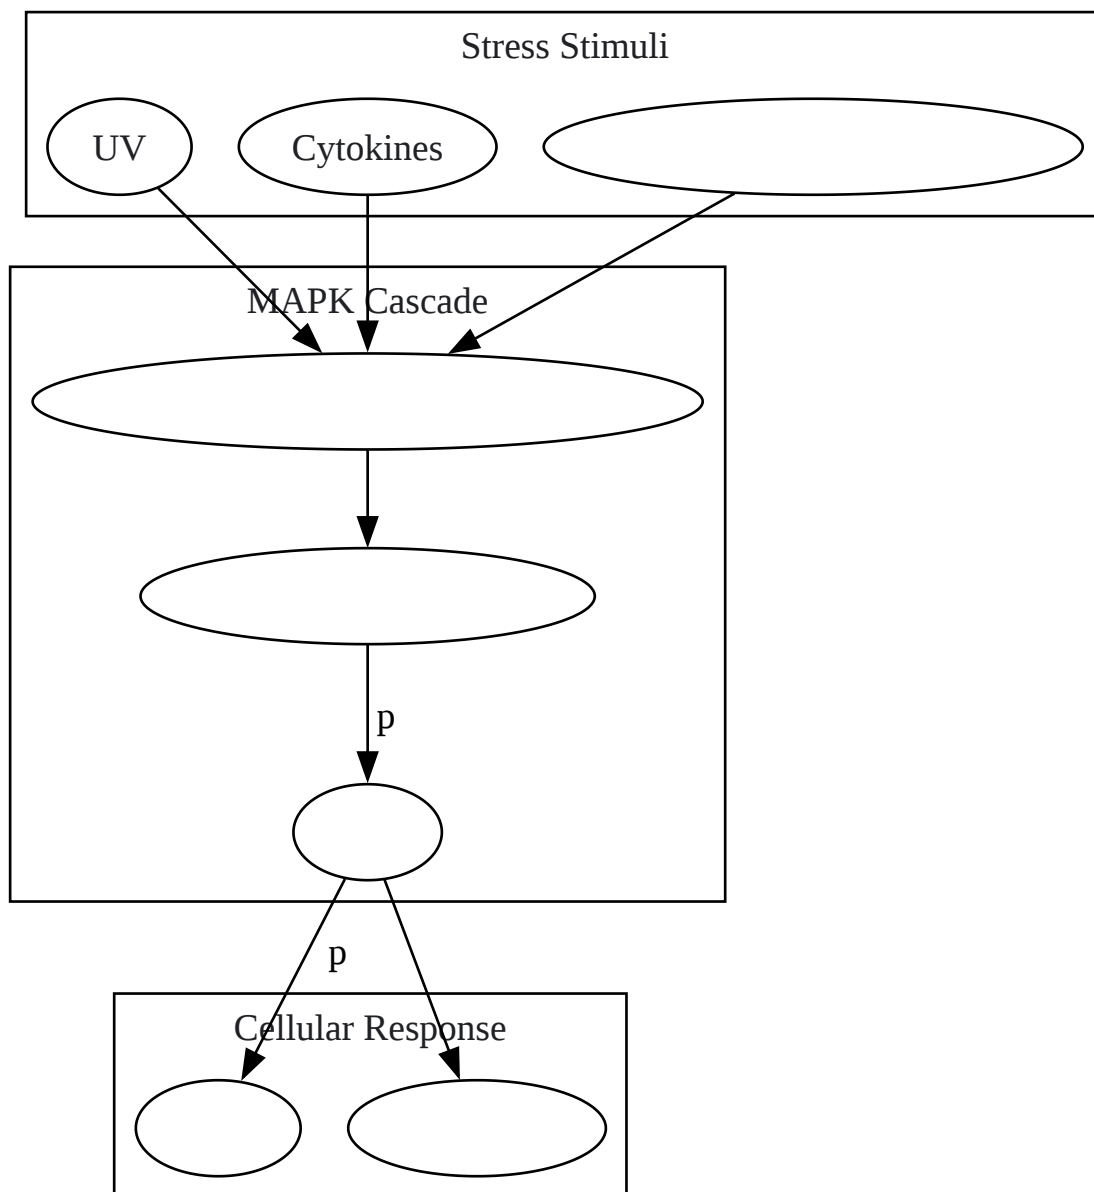 Stress Stimuli
UV
Cytokines
MAPK Cascade
p
p
Cellular Response